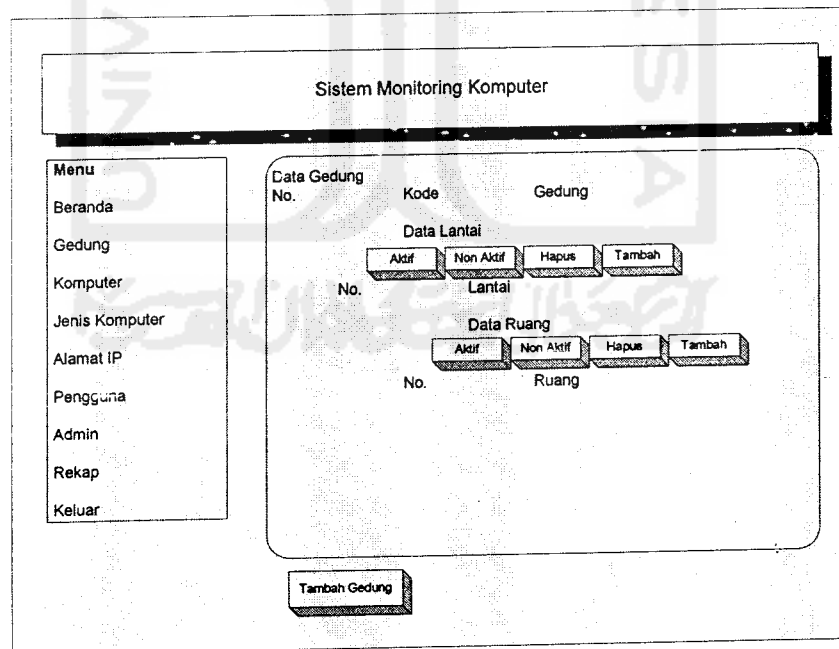 Sistem Monitoring Komputer
Menu
Beranda
Gedung
Komputer
Jenis Komputer
Alamat IP
Pengguna
Admin
Rekap
Keluar
Data Gedung
No. Kode Gedung
Data Lantai
Aktif Non Aktif Hapus Tambah
No. Lantai
Data Ruang
Aktif Non Aktif Hapus Tambah
No. Ruang
Tambah Gedung